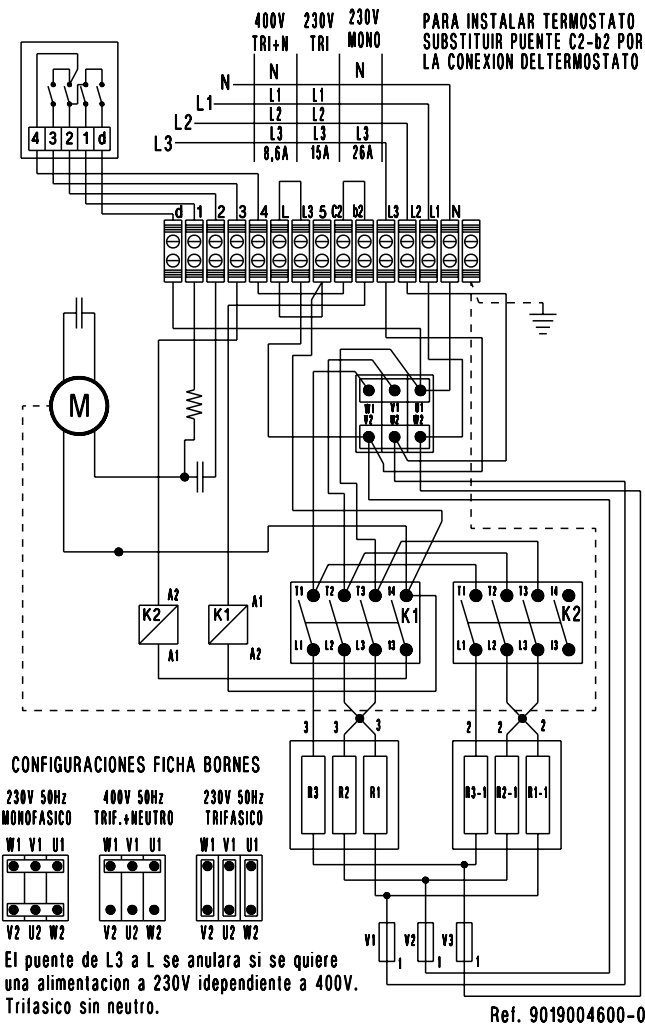 400V 230V 230V
TRI+N TRI MONO
PARA INSTALAR TERMOSTATO
SUBSTITUIR PUENTE C2-b2 POR
LA CONEXION DELTERMOSTATO
N N N
L1 L1 L1
L2 L2 L2
L3 L3 L3 L3
8,6A 15A 26A
4 3 2 1 d
d 1 2 3 4 L L3 5 C2 b2 L3 L2 L1 N
M
W1 V1 U1
V2 U2 W2
A2 A1
K2 K1
A1 A2
T1 T2 T3 14 K1
L1 L2 L3 13
T1 T2 T3 14 K2
L1 L2 L3 13
3 3 3
2 2 2
R3 R2 R1
R3-1 R2-1 R1-1
V1 V2 V3
1 1 1
CONFIGURACIONES FICHA BORNES
230V 50Hz 400V 50Hz 230V 50Hz
MONOFASICO TRIF.+NEUTRO TRIFASICO
W1 V1 U1 W1 V1 U1 W1 V1 U1
V2 U2 W2 V2 U2 W2 V2 U2 W2
El puente de L3 a L se anulara si se quiere
una alimentacion a 230V idependiente a 400V.
Trifasico sin neutro.
Ref. 9019004600-0